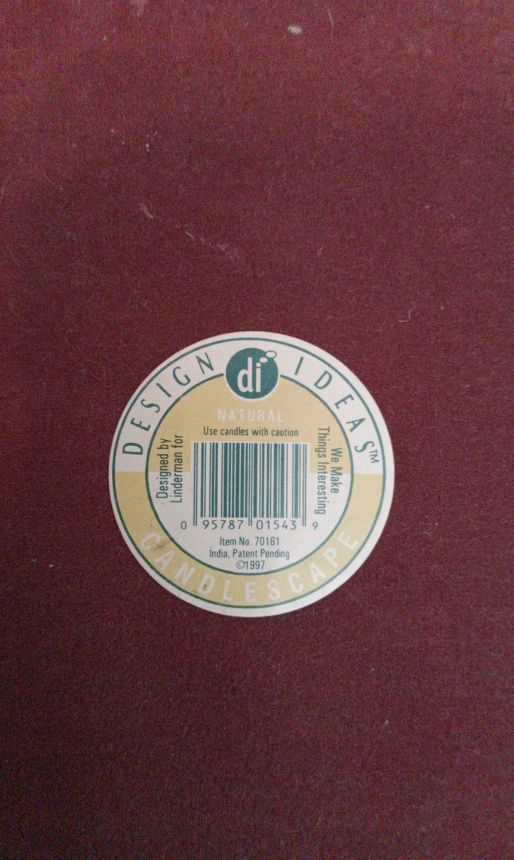 DESIGN di IDEAS™
NATURAL
Use candles with caution
Designed by
Linderman for
We Make
Things Interesting
0 95787 01543 9
Item No. 70161
India, Patent Pending
©1997
CANDLESCAPE